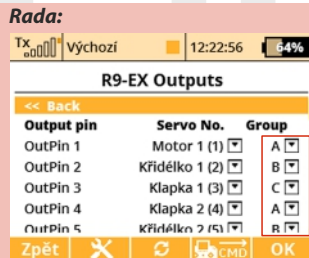 Rada:
Tx Výchozí 12:22:56 64%
R9-EX Outputs
<< Back
Output pin Servo No. Group
OutPin 1 Motor 1 (1) A
OutPin 2 Křidélko 1 (2) B
OutPin 3 Klapka 1 (3) C
OutPin 4 Klapka 2 (4) A
OutPin 5 Křidélko 2 (5) B
Zpět CMD OK